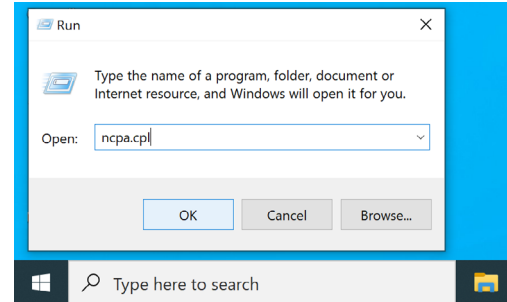 Run
Type the name of a program, folder, document or
Internet resource, and Windows will open it for you.
Open: ncpa.cpl
OK Cancel Browse...
Type here to search